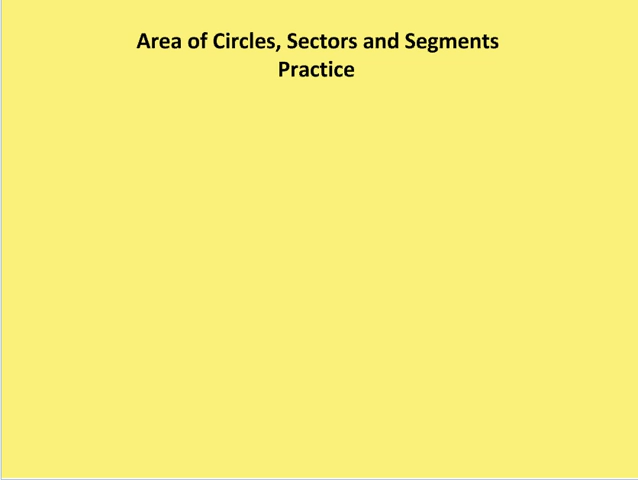 Area of Circles, Sectors and Segments
Practice